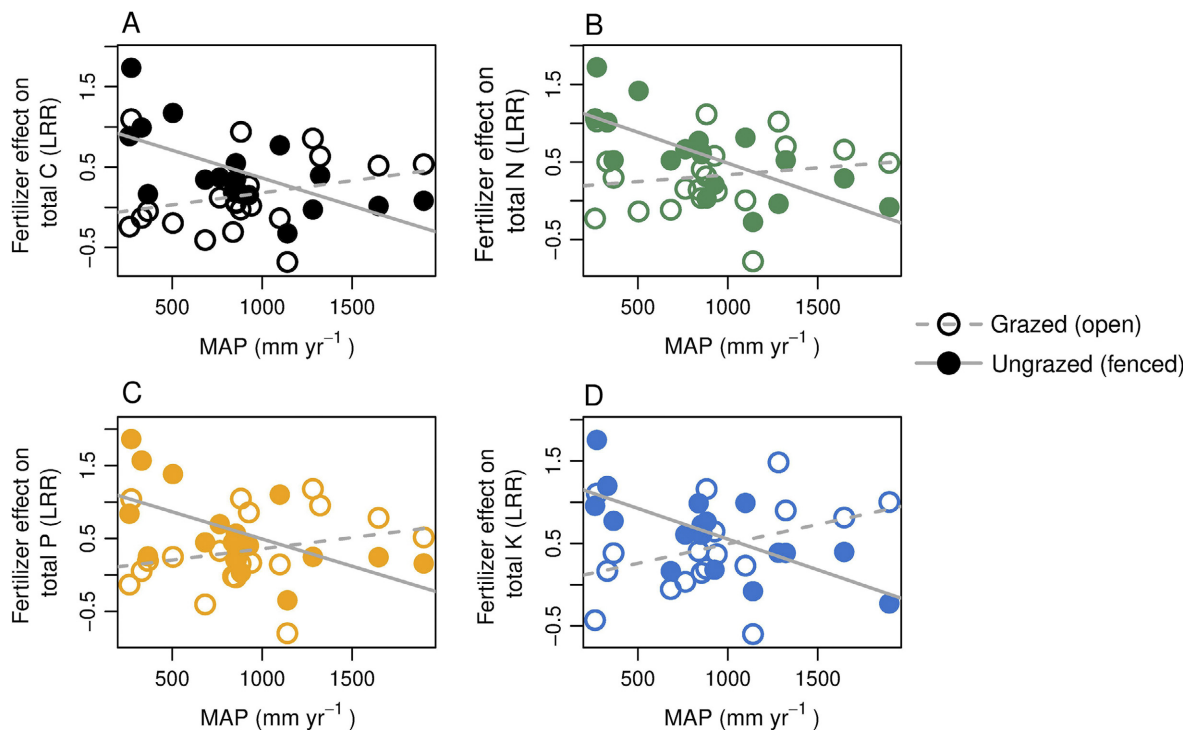 A
Fertilizer effect on
total C (LRR)
−0.5 0.5 1.5
500 1000 1500
MAP (mm yr⁻¹ )
B
Fertilizer effect on
total N (LRR)
−0.5 0.5 1.5
500 1000 1500
MAP (mm yr⁻¹ )
Grazed (open)
Ungrazed (fenced)
C
Fertilizer effect on
total P (LRR)
−0.5 0.5 1.5
500 1000 1500
MAP (mm yr⁻¹ )
D
Fertilizer effect on
total K (LRR)
−0.5 0.5 1.5
500 1000 1500
MAP (mm yr⁻¹ )